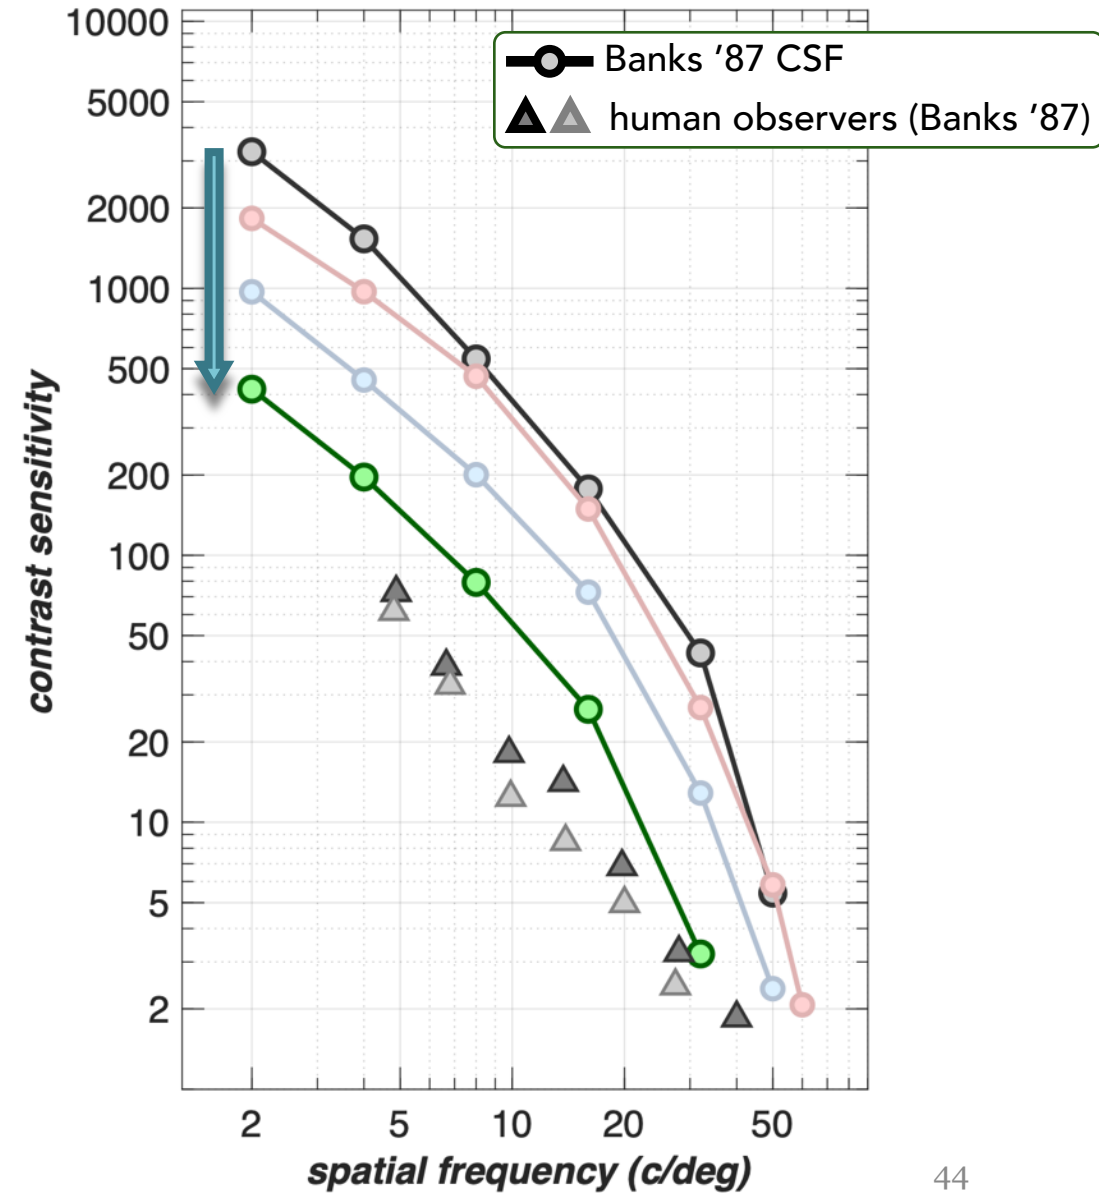 10000
5000
2000
1000
500
200
100
50
20
10
5
2
contrast sensitivity
Banks ’87 CSF
human observers (Banks ’87)
2 5 10 20 50
spatial frequency (c/deg)
44